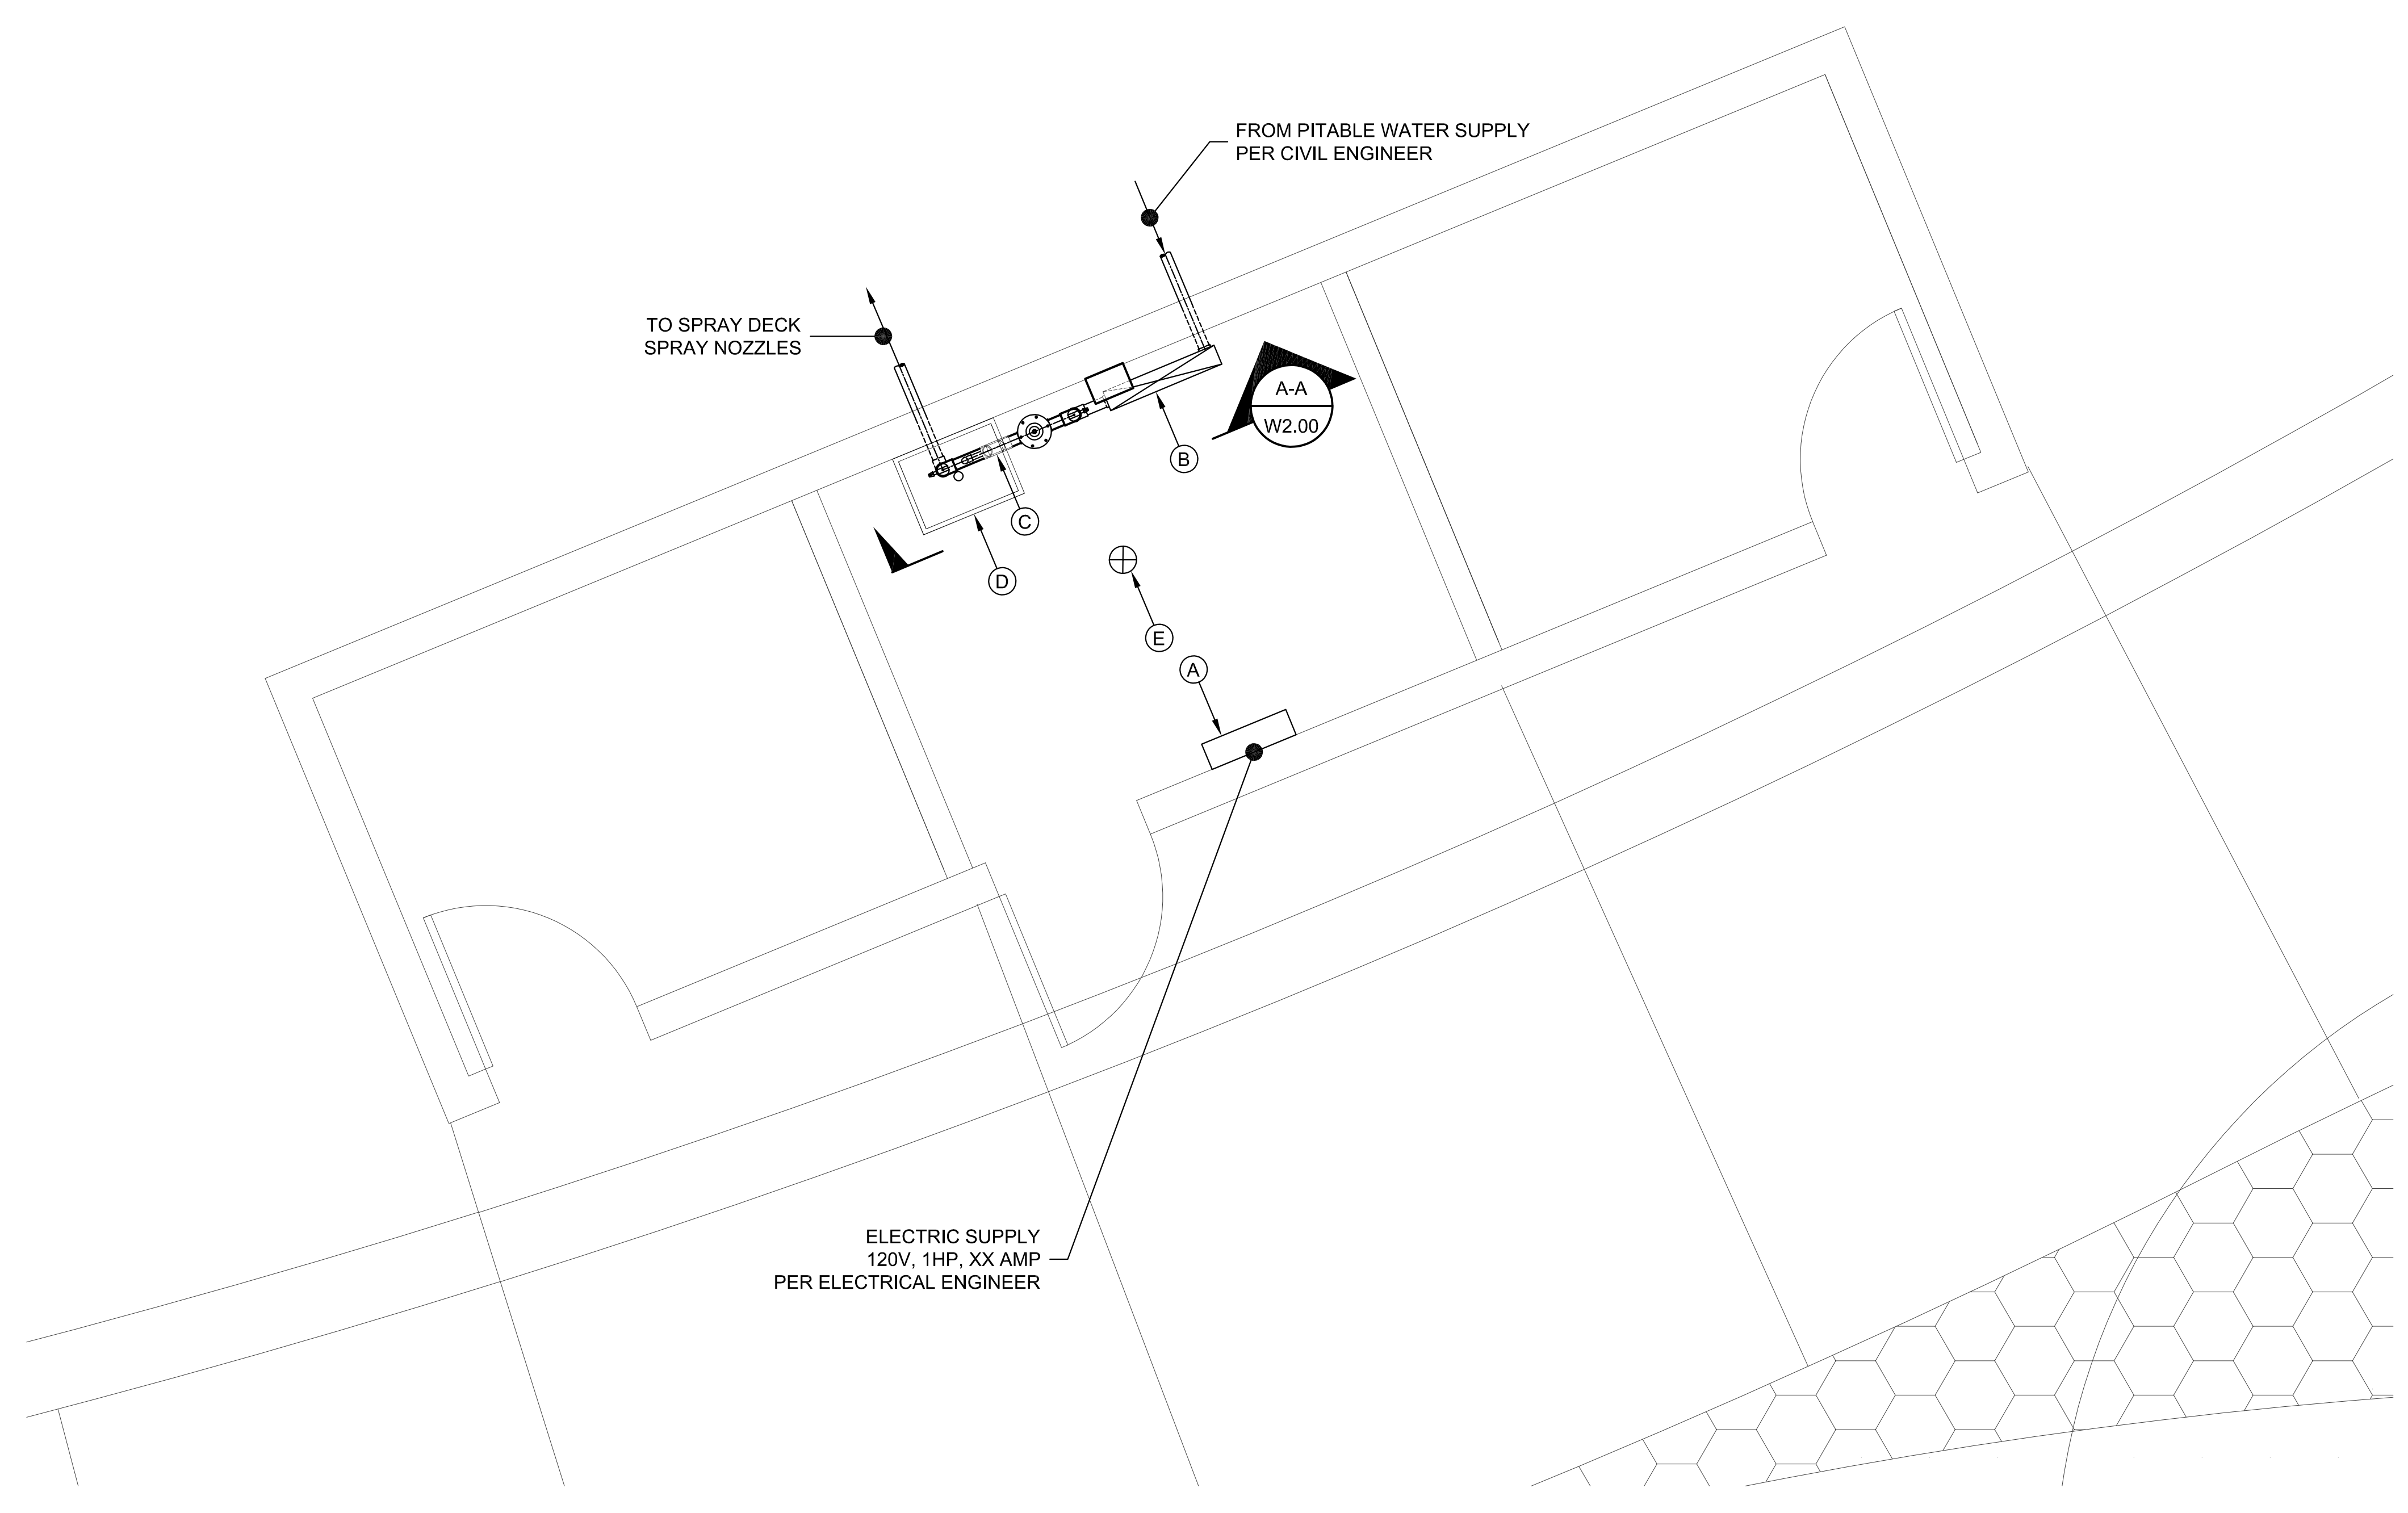 FROM PITABLE WATER SUPPLY
PER CIVIL ENGINEER
TO SPRAY DECK
SPRAY NOZZLES
A-A
W2.00
B
C
D
E
A
ELECTRIC SUPPLY
120V, 1HP, XX AMP
PER ELECTRICAL ENGINEER